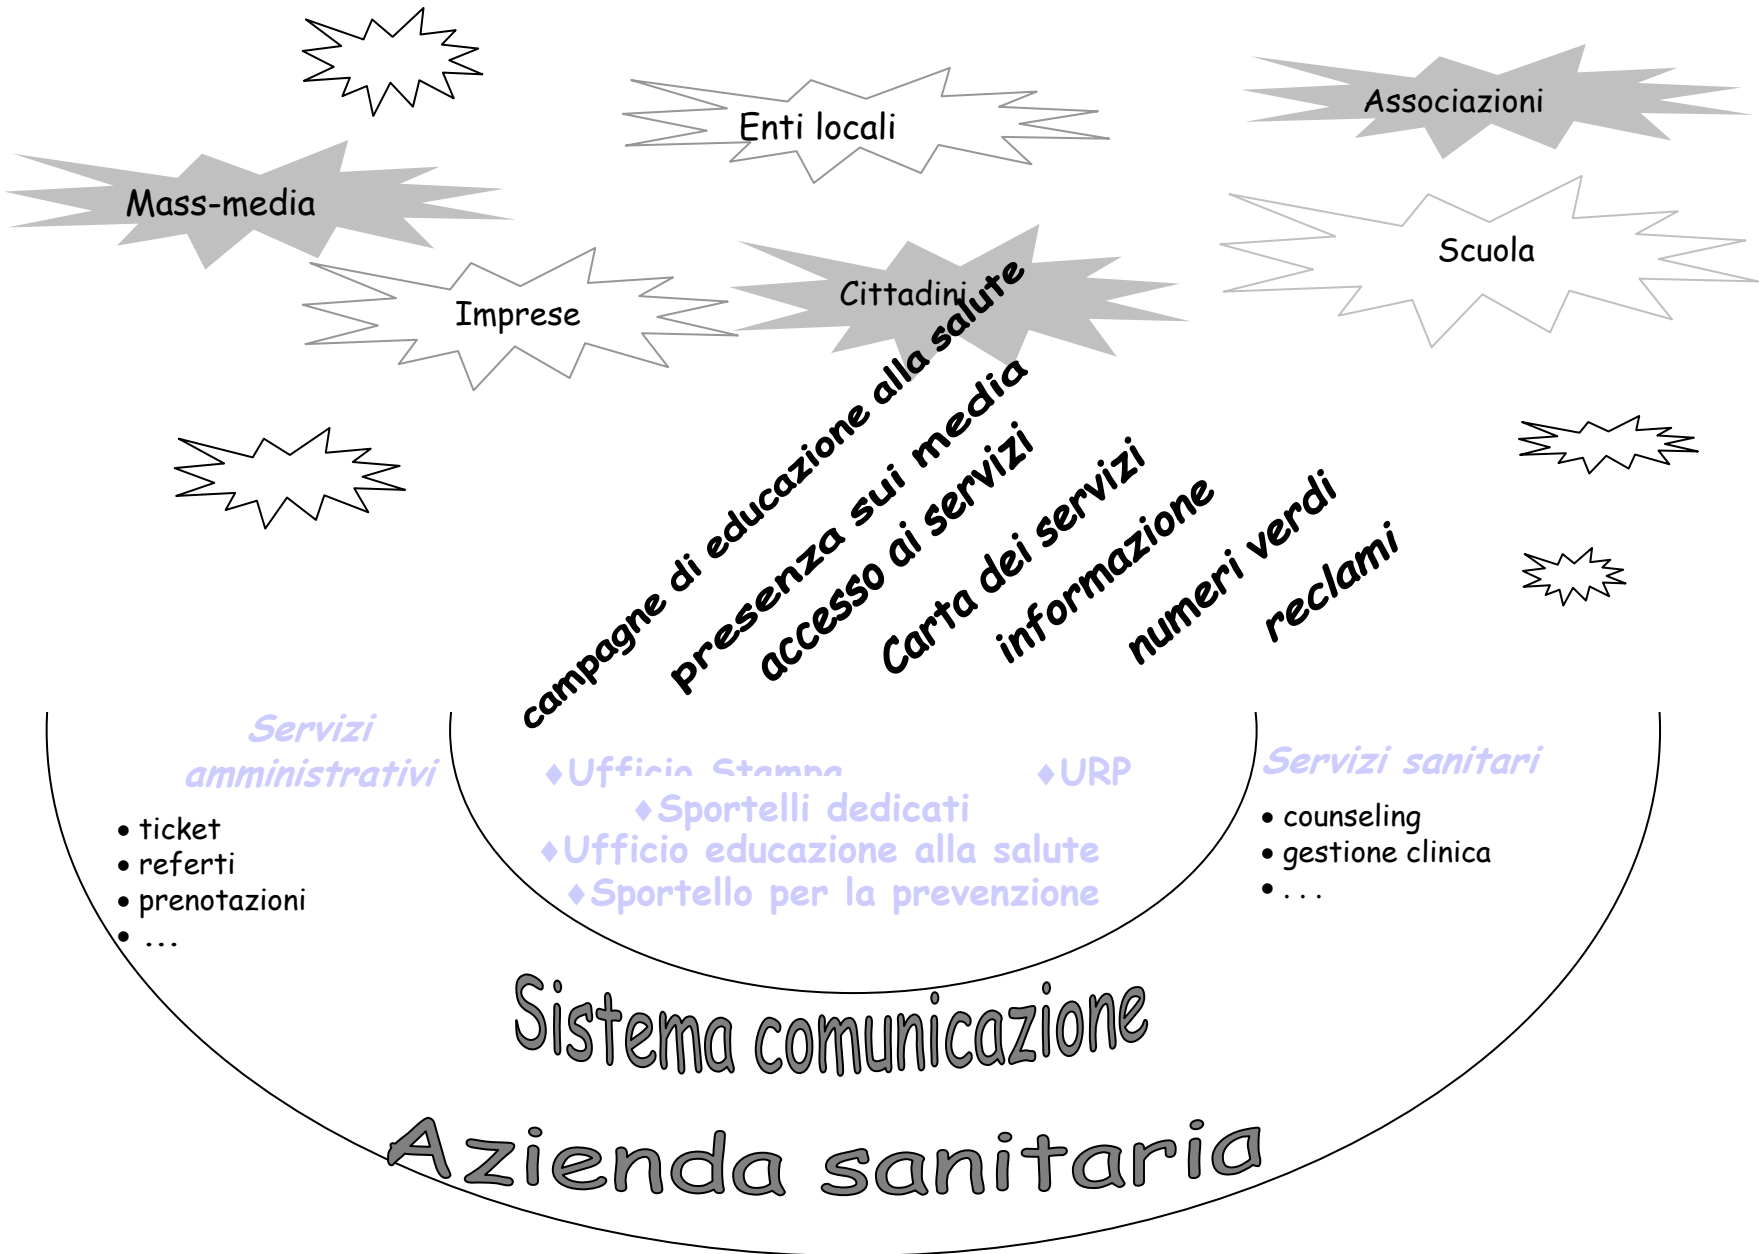 Enti locali
Associazioni
Mass-media
Scuola
Cittadini
Imprese
campagne di educazione alla salute
presenza sui media
accesso ai servizi
Carta dei servizi
informazione
numeri verdi
reclami
Servizi
amministrativi
• ticket
• referti
• prenotazioni
• ...
♦Ufficio Stampa ♦URP
♦Sportelli dedicati
♦Ufficio educazione alla salute
♦Sportello per la prevenzione
Servizi sanitari
• counseling
• gestione clinica
• . . .
Sistema comunicazione
Azienda sanitaria